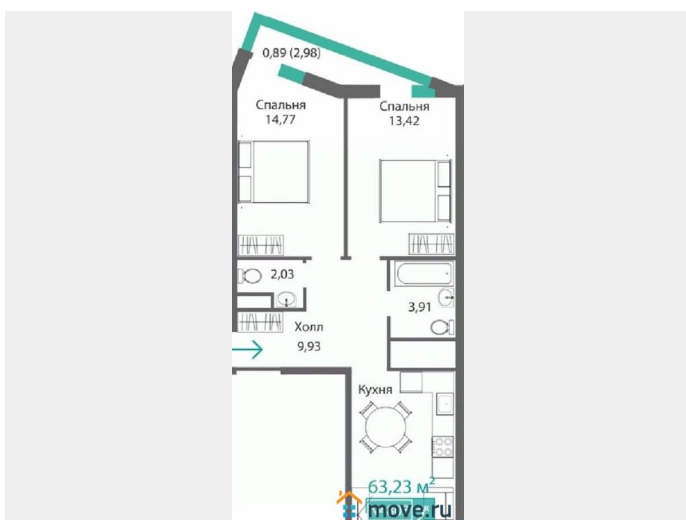 0,89 (2,98)
Спальня
14,77
Спальня
13,42
2,03
3,91
Холл
9,93
Кухня
63,23 м²
move.ru